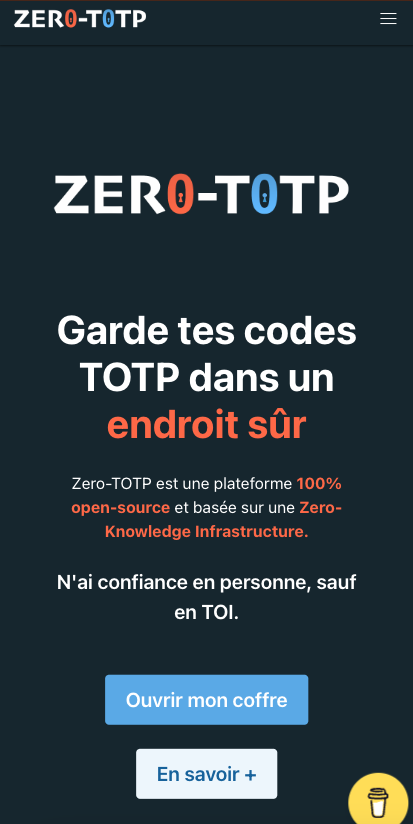 ZER0-T0TP
ZER0-T0TP
Garde tes codes
TOTP dans un
endroit sûr
Zero-TOTP est une plateforme 100%
open-source et basée sur une Zero-
Knowledge Infrastructure.
N'ai confiance en personne, sauf
en TOI.
Ouvrir mon coffre
En savoir +